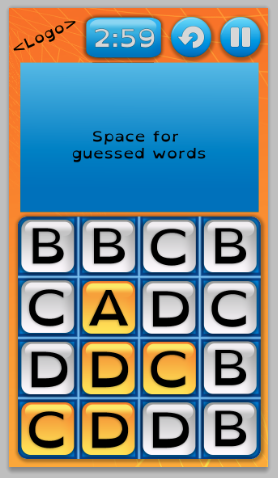 <Logo>
2:59
Space for
guessed words
B B C B
C A D C
D D C B
C D D B